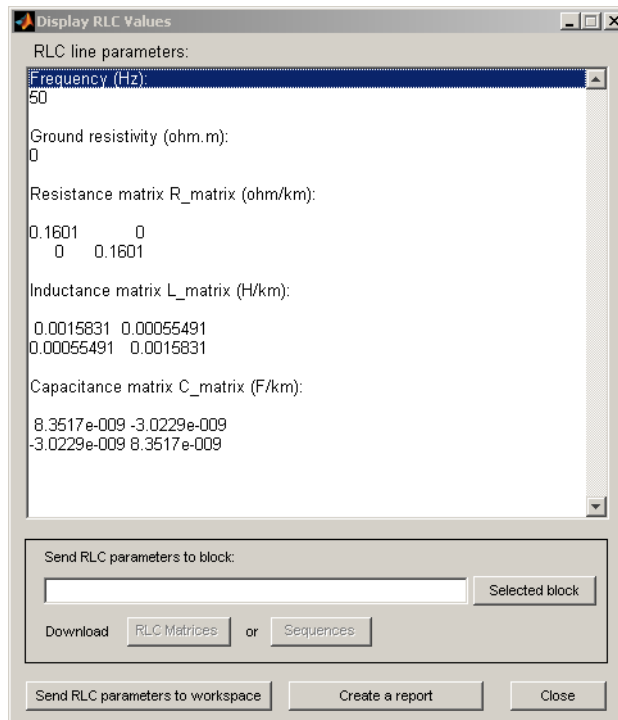 Display RLC Values
RLC line parameters:
Frequency (Hz):
50
Ground resistivity (ohm.m):
0
Resistance matrix R_matrix (ohm/km):
0.1601 0
0 0.1601
Inductance matrix L_matrix (H/km):
0.0015831 0.00055491
0.00055491 0.0015831
Capacitance matrix C_matrix (F/km):
8.3517e-009 -3.0229e-009
-3.0229e-009 8.3517e-009
Send RLC parameters to block:
Selected block
Download RLC Matrices or Sequences
Send RLC parameters to workspace Create a report Close